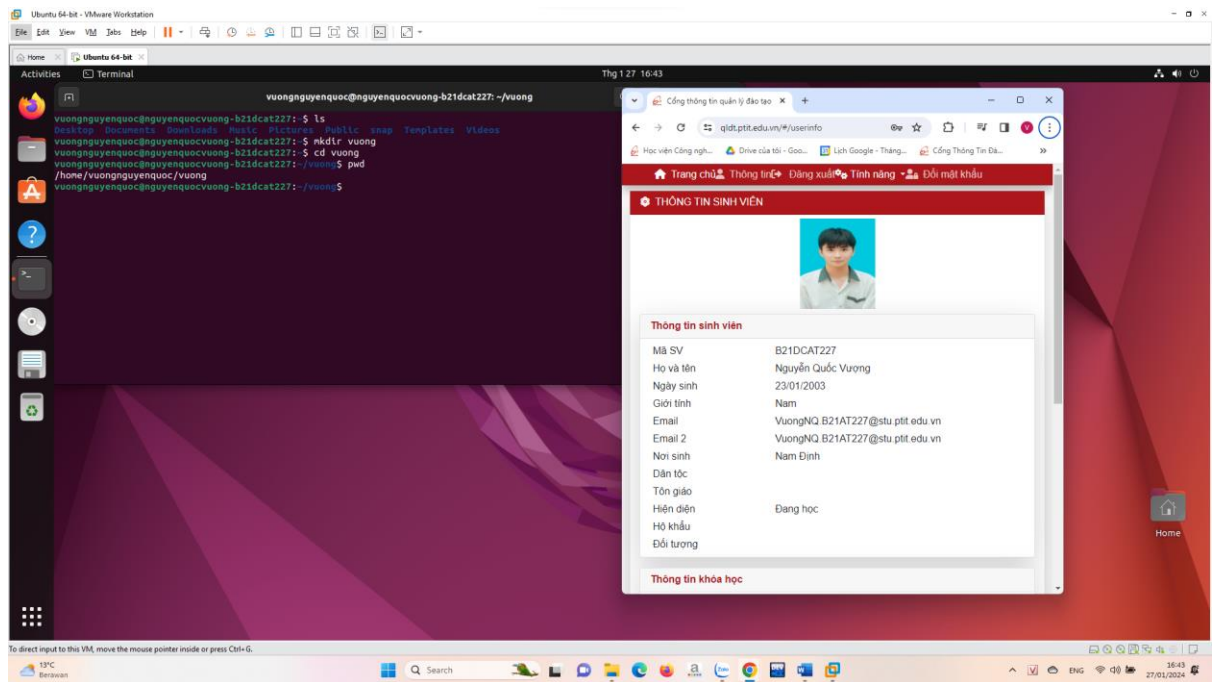 Ubuntu 64-bit - VMware Workstation
File Edit View VM Tabs Help
Home Ubuntu 64-bit
Activities Terminal Thg 1 27 16:43
vuongnguyenquoc@nguyenquocvuong-b21dcat227: ~/vuong
vuongnguyenquoc@nguyenquocvuong-b21dcat227:~$ ls
Desktop Documents Downloads Music Pictures Public snap Templates Videos
vuongnguyenquoc@nguyenquocvuong-b21dcat227:~$ mkdir vuong
vuongnguyenquoc@nguyenquocvuong-b21dcat227:~$ cd vuong
vuongnguyenquoc@nguyenquocvuong-b21dcat227:~/vuong$ pwd
/home/vuongnguyenquoc/vuong
vuongnguyenquoc@nguyenquocvuong-b21dcat227:~/vuong$
Cổng thông tin quản lý đào tạo
qldt.ptit.edu.vn/#/userinfo
Học viện Công ngh... Drive của tôi - Goo... Lịch Google - Tháng... Cổng Thông Tin Đà...
Trang chủ Thông tin Đăng xuất Tính năng Đổi mật khẩu
THÔNG TIN SINH VIÊN
Thông tin sinh viên
Mã SV B21DCAT227
Họ và tên Nguyễn Quốc Vượng
Ngày sinh 23/01/2003
Giới tính Nam
Email VuongNQ.B21AT227@stu.ptit.edu.vn
Email 2 VuongNQ.B21AT227@stu.ptit.edu.vn
Nơi sinh Nam Định
Dân tộc
Tôn giáo
Hiện diện Đang học
Hộ khẩu
Đối tượng
Thông tin khóa học
Home
To direct input to this VM, move the mouse pointer inside or press Ctrl+G.
13°C
Berawan
Search
ENG
16:43
27/01/2024